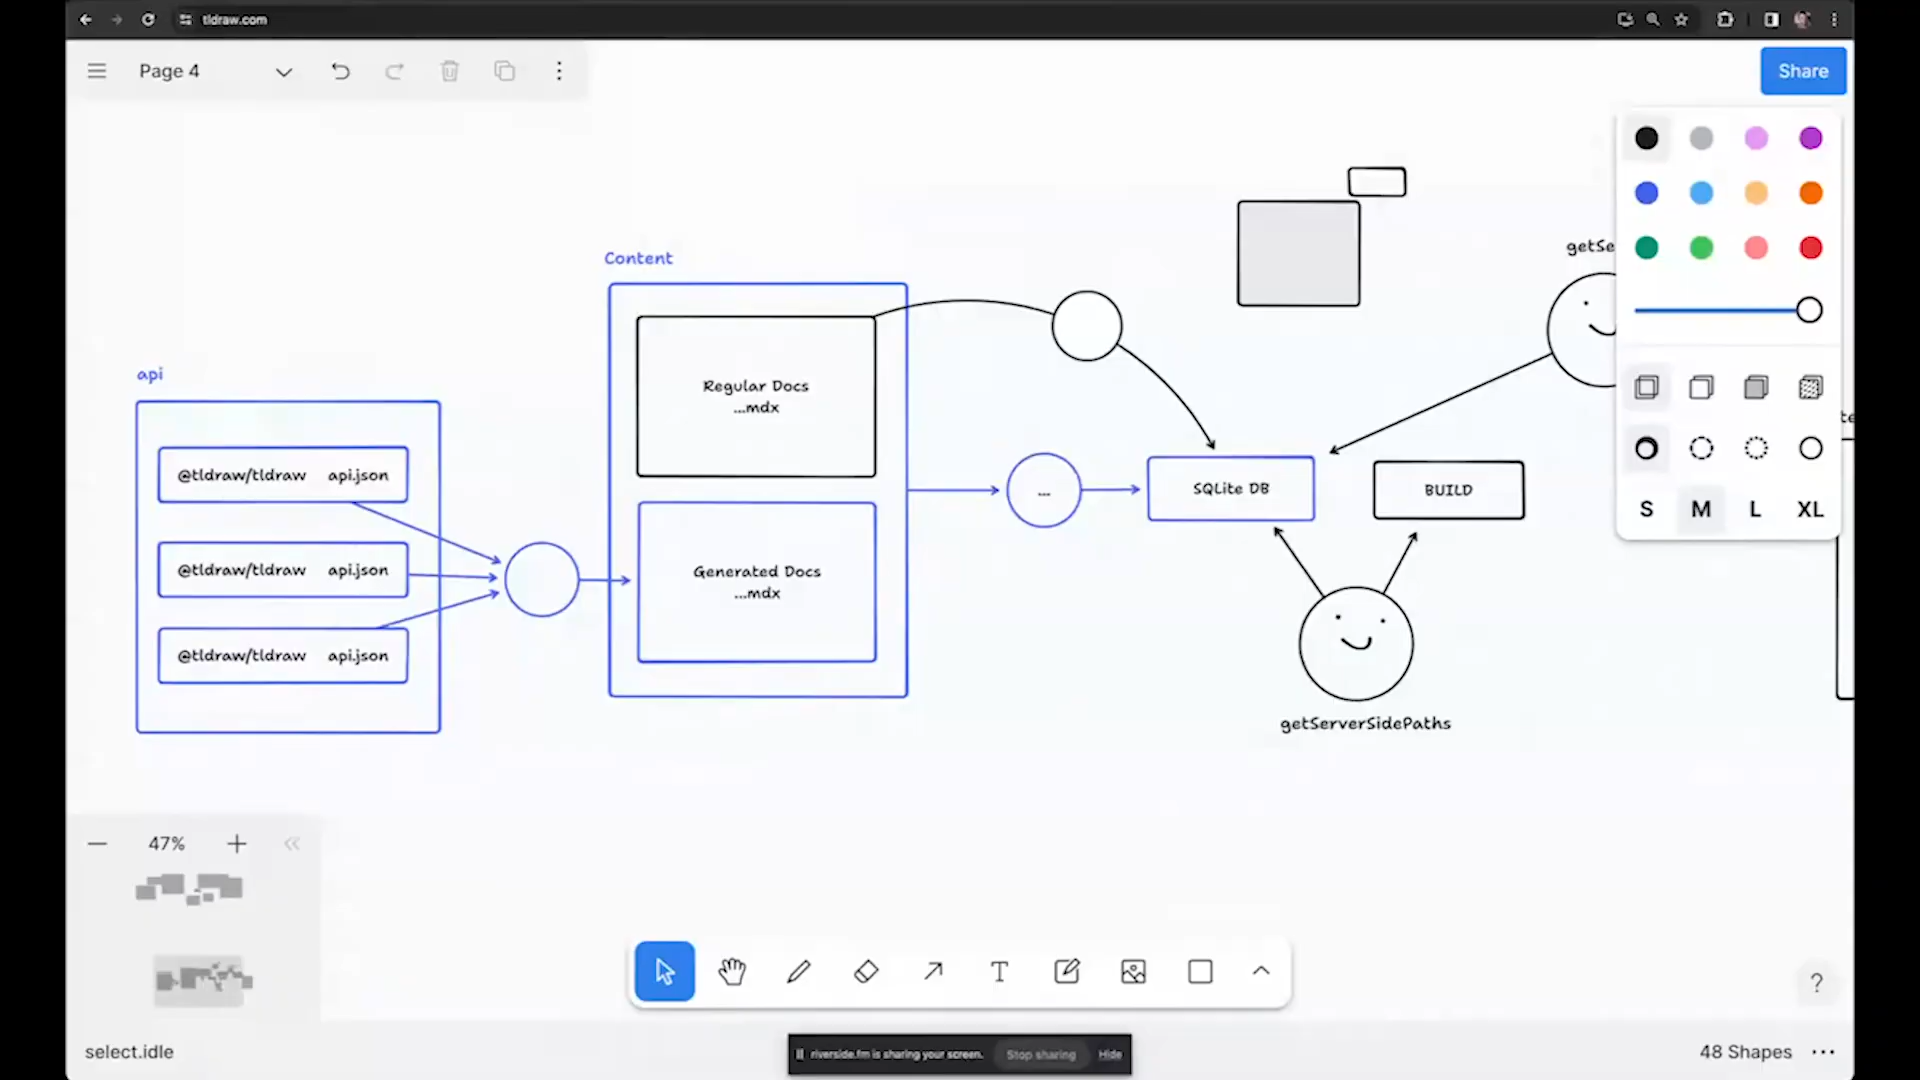 tldraw.com
Page 4
Share
getSe
Content
api
Regular Docs
...mdx
@tldraw/tldraw api.json
...
SQLite DB
BUILD
S M L XL
@tldraw/tldraw api.json
Generated Docs
...mdx
@tldraw/tldraw api.json
getServerSidePaths
47%
?
select.idle
riverside.fm is sharing your screen. Stop sharing Hide
48 Shapes